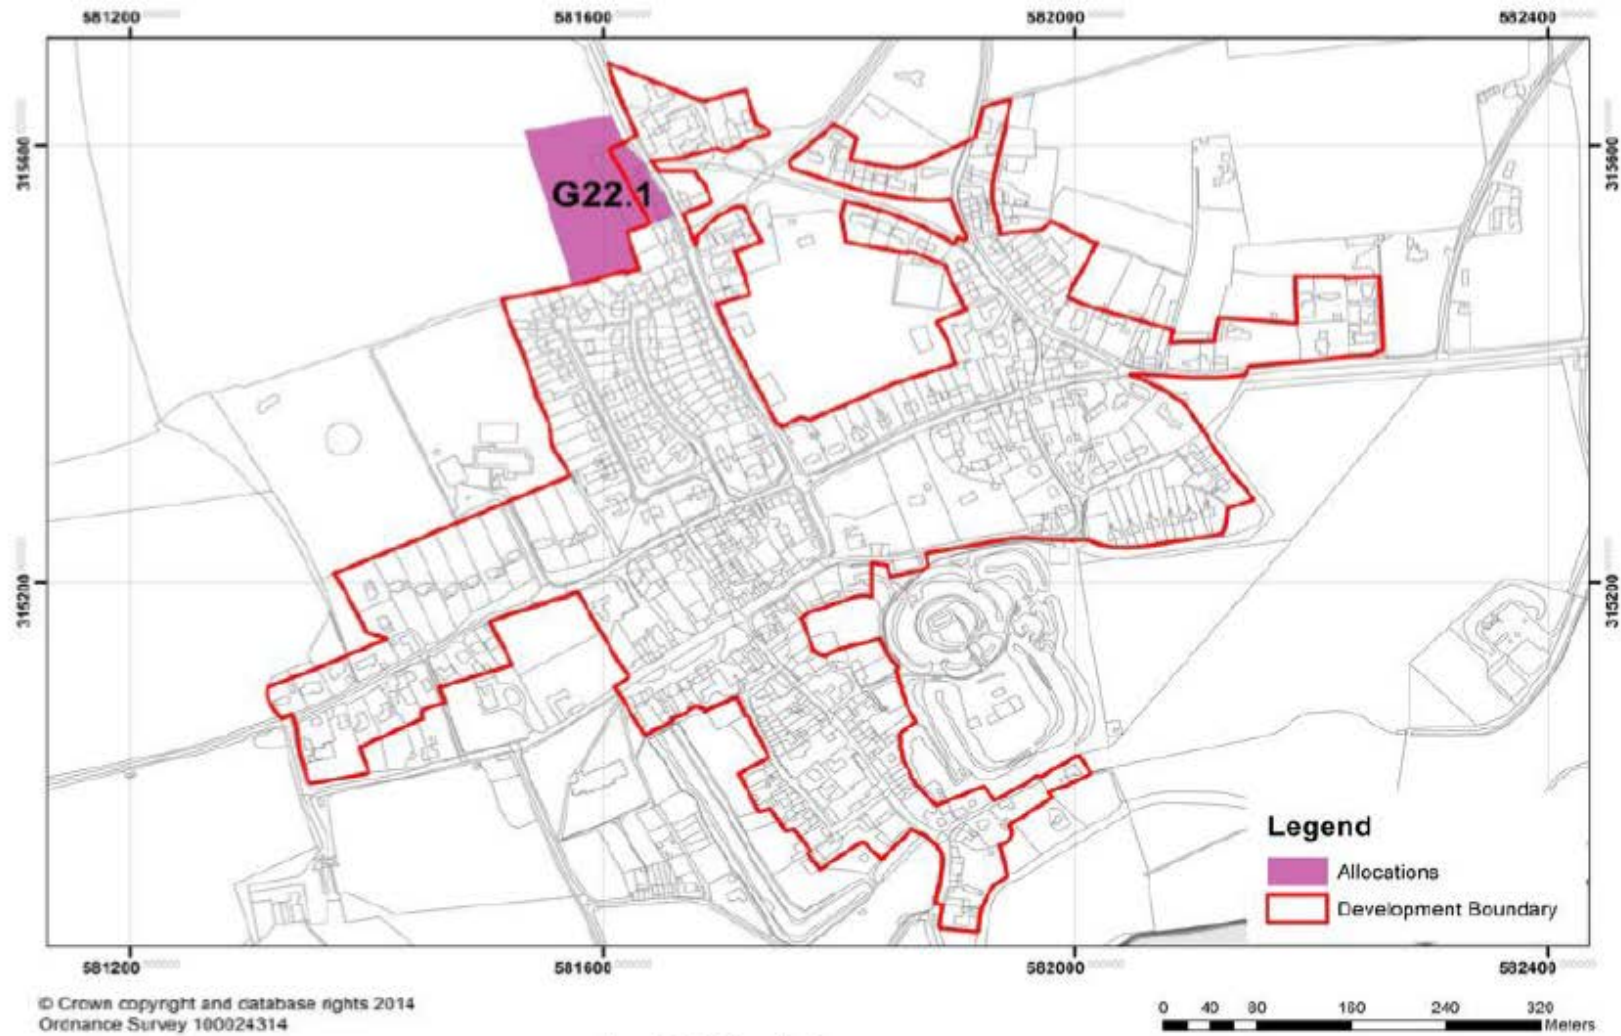 581200 581600 582000 582400
315600 315600
G22.1
315200 315200
Legend
Allocations
Development Boundary
581200 581600 582000 582400
© Crown copyright and database rights 2014
Ordnance Survey 100024314
0 40 80 160 240 320
Meters